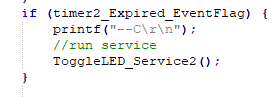 }
if (timer2_Expired_EventFlag) {
    printf("--C\r\n");
    //run service
    ToggleLED_Service2();
}